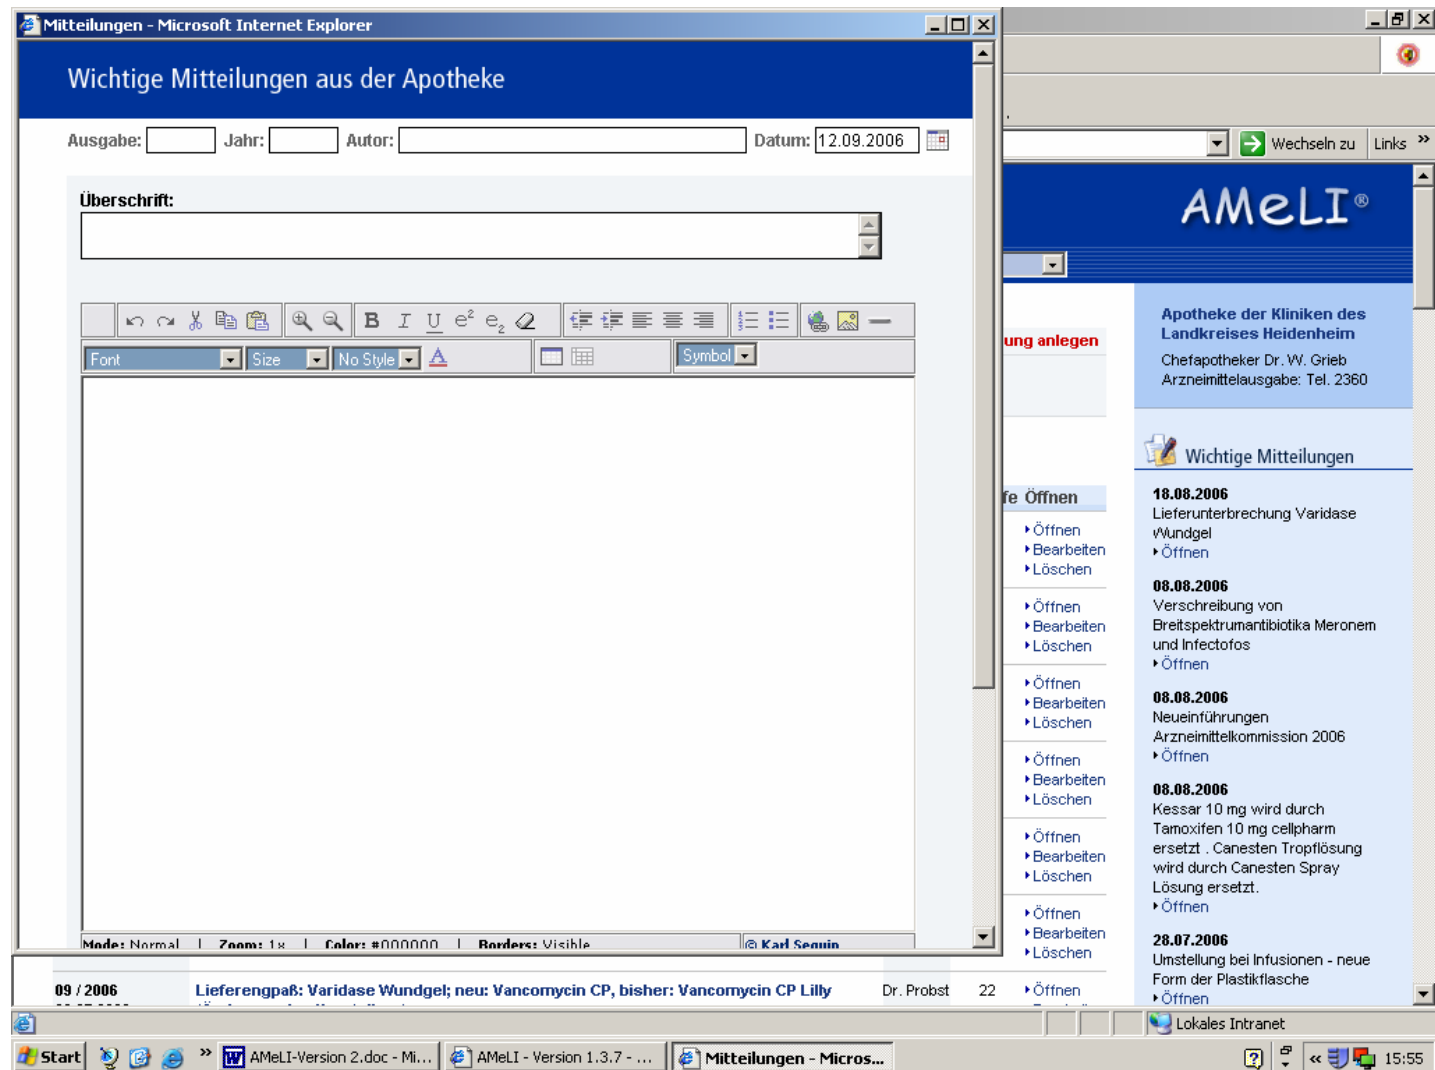 Mitteilungen - Microsoft Internet Explorer
Wichtige Mitteilungen aus der Apotheke
Ausgabe: Jahr: Autor: Datum: 12.09.2006
Überschrift:
B I U e² e₂
Font Size No Style A Symbol
Mode: Normal | Zoom: 1x | Color: #000000 | Borders: Visible © Karl Seguin
Wechseln zu Links »
AMeLI®
ung anlegen
fe Öffnen
Öffnen
Bearbeiten
Löschen
Öffnen
Bearbeiten
Löschen
Öffnen
Bearbeiten
Löschen
Öffnen
Bearbeiten
Löschen
Öffnen
Bearbeiten
Löschen
Öffnen
Bearbeiten
Löschen
09 / 2006 Lieferengpaß: Varidase Wundgel; neu: Vancomycin CP, bisher: Vancomycin CP Lilly Dr. Probst 22 Öffnen
Apotheke der Kliniken des
Landkreises Heidenheim
Chefapotheker Dr. W. Grieb
Arzneimittelausgabe: Tel. 2360
Wichtige Mitteilungen
18.08.2006
Lieferunterbrechung Varidase
Wundgel
Öffnen
08.08.2006
Verschreibung von
Breitspektrumantibiotika Meronem
und Infectofos
Öffnen
08.08.2006
Neueinführungen
Arzneimittelkommission 2006
Öffnen
08.08.2006
Kessar 10 mg wird durch
Tamoxifen 10 mg cellpharm
ersetzt . Canesten Tropflösung
wird durch Canesten Spray
Lösung ersetzt.
Öffnen
28.07.2006
Umstellung bei Infusionen - neue
Form der Plastikflasche
Öffnen
Lokales Intranet
Start » AMeLI-Version 2.doc - Mi... AMeLI - Version 1.3.7 - ... Mitteilungen - Micros... « 15:55